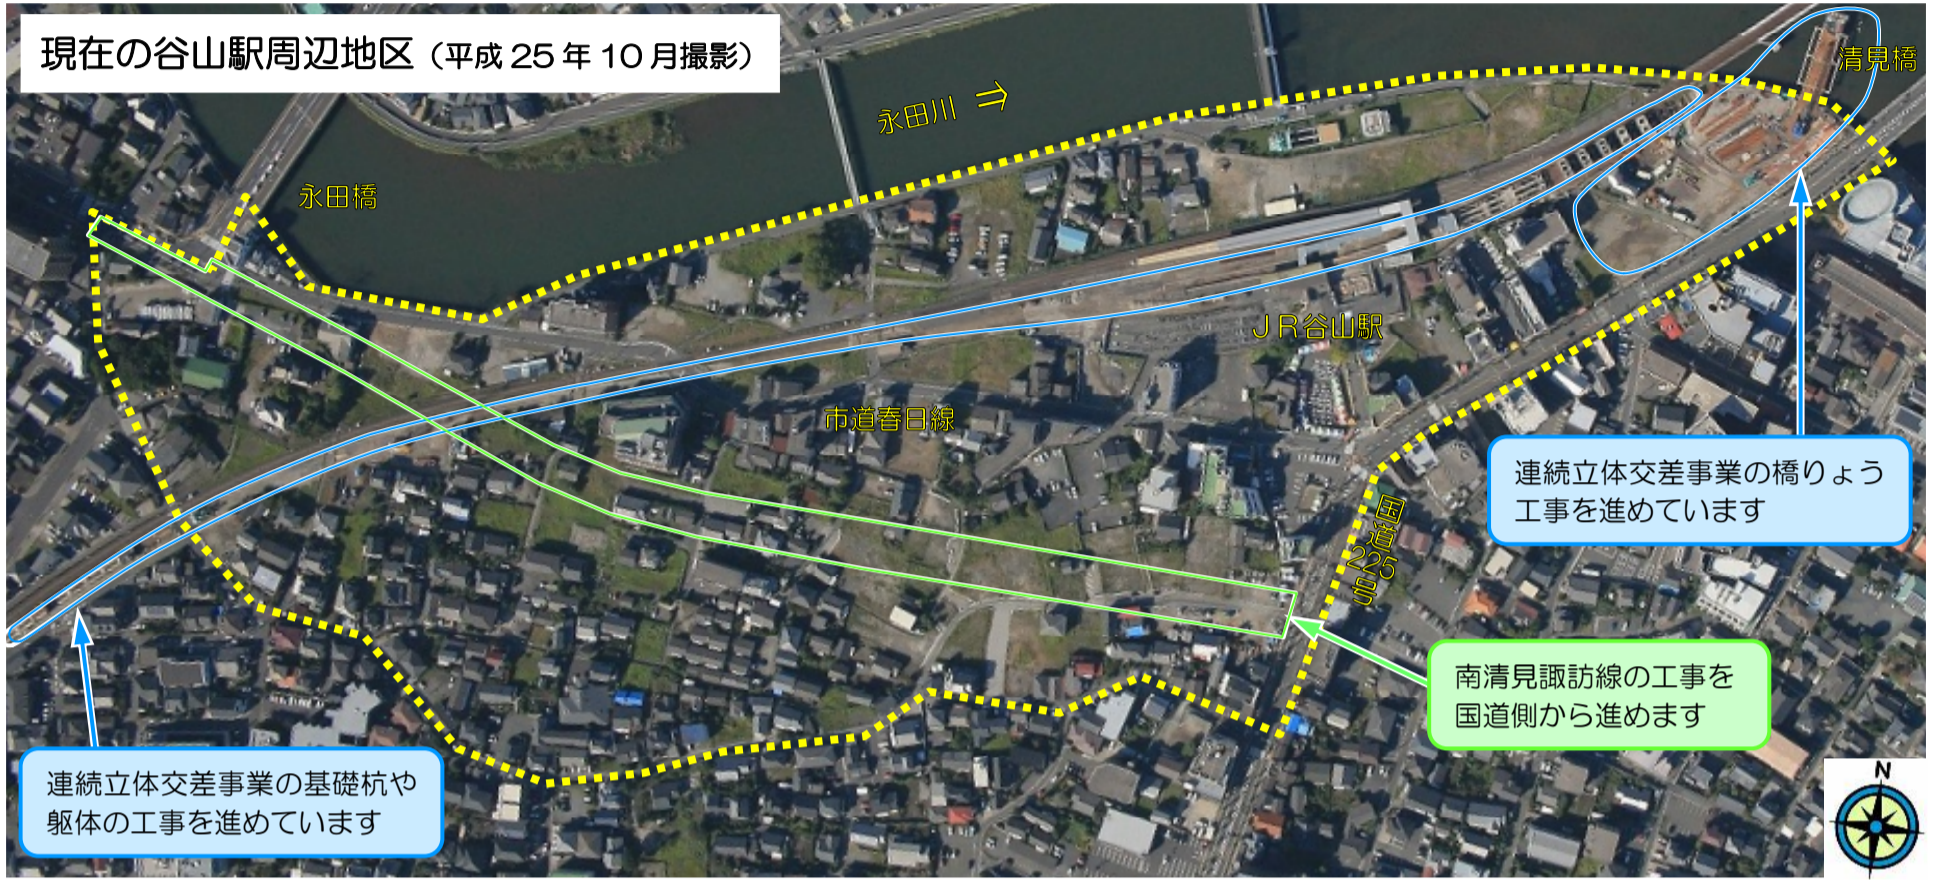 現在の谷山駅周辺地区（平成25年10月撮影）
清見橋
永田川 ⇒
永田橋
ＪＲ谷山駅
市道春日線
連続立体交差事業の橋りょう
工事を進めています
国道225号
南清見諏訪線の工事を
国道側から進めます
連続立体交差事業の基礎杭や
躯体の工事を進めています
N